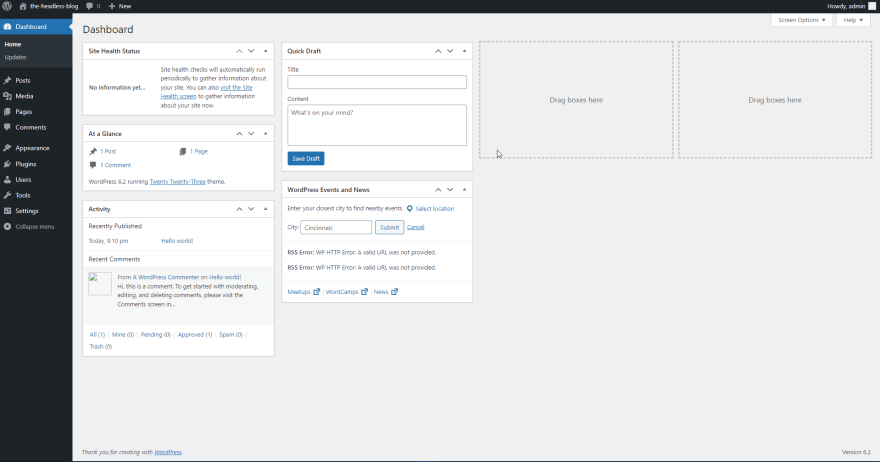 the-headless-blog
0
New
Howdy, admin
Dashboard
Home
Updates
Posts
Media
Pages
Comments
Appearance
Plugins
Users
Tools
Settings
Collapse menu
Dashboard
Screen Options ▼
Help ▼
Site Health Status
No information yet...
Site health checks will automatically run
periodically to gather information about
your site. You can also visit the Site
Health screen to gather information
about your site now.
At a Glance
1 Post
1 Page
1 Comment
WordPress 6.2 running Twenty Twenty-Three theme.
Activity
Recently Published
Today, 9:10 pm
Hello world!
Recent Comments
From A WordPress Commenter on Hello world!
Hi, this is a comment. To get started with moderating,
editing, and deleting comments, please visit the
Comments screen in...
All (1) | Mine (0) | Pending (0) | Approved (1) | Spam (0) |
Trash (0)
Quick Draft
Title
Content
What's on your mind?
Save Draft
WordPress Events and News
Enter your closest city to find nearby events.
Select location
City:
Cincinnati
Submit
Cancel
RSS Error: WP HTTP Error: A valid URL was not provided.
RSS Error: WP HTTP Error: A valid URL was not provided.
Meetups | WordCamps | News
Drag boxes here
Drag boxes here
Thank you for creating with WordPress.
Version 6.2